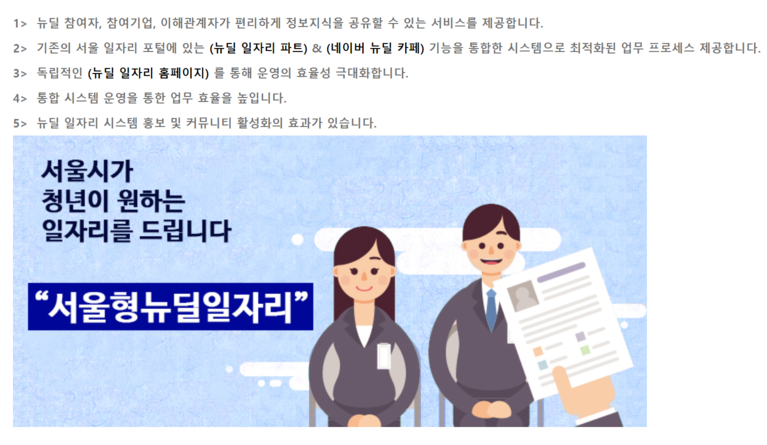 1> 뉴딜 참여자, 참여기업, 이해관계자가 편리하게 정보지식을 공유할 수 있는 서비스를 제공합니다.
2> 기존의 서울 일자리 포털에 있는 (뉴딜 일자리 파트) & (네이버 뉴딜 카페) 기능을 통합한 시스템으로 최적화된 업무 프로세스 제공합니다.
3> 독립적인 (뉴딜 일자리 홈페이지) 를 통해 운영의 효율성 극대화합니다.
4> 통합 시스템 운영을 통한 업무 효율을 높입니다.
5> 뉴딜 일자리 시스템 홍보 및 커뮤니티 활성화의 효과가 있습니다.
서울시가
청년이 원하는
일자리를 드립니다
“서울형뉴딜일자리”